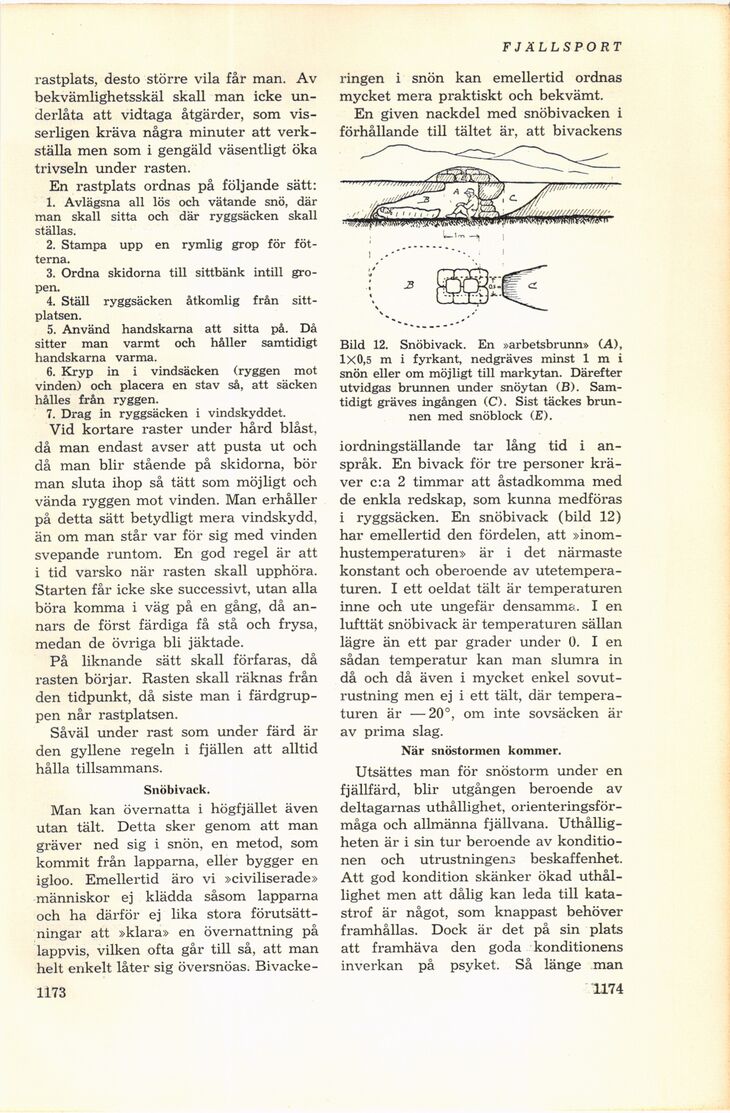 FJÄLLSPORT
rastplats, desto större vila får man. Av
bekvämlighetsskäl skall man icke un-
derlåta att vidtaga åtgärder, som vis-
serligen kräva några minuter att verk-
ställa men som i gengäld väsentligt öka
trivseln under rasten.
En rastplats ordnas på följande sätt:
1. Avlägsna all lös och vätande snö, där
man skall sitta och där ryggsäcken skall
ställas.
2. Stampa upp en rymlig grop för föt-
terna.
3. Ordna skidorna till sittbänk intill gro-
pen.
4. Ställ ryggsäcken åtkomlig från sitt-
platsen.
5. Använd handskarna att sitta på. Då
sitter man varmt och håller samtidigt
handskarna varma.
6. Kryp in i vindsäcken (ryggen mot
vinden) och placera en stav så, att säcken
hålles från ryggen.
7. Drag in ryggsäcken i vindskyddet.
Vid kortare raster under hård blåst,
då man endast avser att pusta ut och
då man blir stående på skidorna, bör
man sluta ihop så tätt som möjligt och
vända ryggen mot vinden. Man erhåller
på detta sätt betydligt mera vindskydd,
än om man står var för sig med vinden
svepande runtom. En god regel är att
i tid varsko när rasten skall upphöra.
Starten får icke ske successivt, utan alla
böra komma i väg på en gång, då an-
nars de först färdiga få stå och frysa,
medan de övriga bli jäktade.
På liknande sätt skall förfaras, då
rasten börjar. Rasten skall räknas från
den tidpunkt, då siste man i färdgrup-
pen når rastplatsen.
Såväl under rast som under färd är
den gyllene regeln i fjällen att alltid
hålla tillsammans.
Snöbivack.
Man kan övernatta i högfjället även
utan tält. Detta sker genom att man
gräver ned sig i snön, en metod, som
kommit från lapparna, eller bygger en
igloo. Emellertid äro vi »civiliserade»
människor ej klädda såsom lapparna
och ha därför ej lika stora förutsätt-
ningar att »klara» en övernattning på
lappvis, vilken ofta går till så, att man
helt enkelt låter sig översnöas. Bivacke-
1173
ringen i snön kan emellertid ordnas
mycket mera praktiskt och bekvämt.
En given nackdel med snöbivacken i
förhållande till tältet är, att bivackens
E
A
B
C
1m
B
0,5
C
Bild 12. Snöbivack. En »arbetsbrunn» (A),
1×0,5 m i fyrkant, nedgräves minst 1 m i
snön eller om möjligt till markytan. Därefter
utvidgas brunnen under snöytan (B). Sam-
tidigt gräves ingången (C). Sist täckes brun-
nen med snöblock (E).
iordningställande tar lång tid i an-
språk. En bivack för tre personer krä-
ver c:a 2 timmar att åstadkomma med
de enkla redskap, som kunna medföras
i ryggsäcken. En snöbivack (bild 12)
har emellertid den fördelen, att »inom-
hustemperaturen» är i det närmaste
konstant och oberoende av utetempera-
turen. I ett oeldat tält är temperaturen
inne och ute ungefär densamma. I en
lufttät snöbivack är temperaturen sällan
lägre än ett par grader under 0. I en
sådan temperatur kan man slumra in
då och då även i mycket enkel sovut-
rustning men ej i ett tält, där tempera-
turen är — 20°, om inte sovsäcken är
av prima slag.
När snöstormen kommer.
Utsättes man för snöstorm under en
fjällfärd, blir utgången beroende av
deltagarnas uthållighet, orienteringsför-
måga och allmänna fjällvana. Uthållig-
heten är i sin tur beroende av konditio-
nen och utrustningens beskaffenhet.
Att god kondition skänker ökad uthål-
lighet men att dålig kan leda till kata-
strof är något, som knappast behöver
framhållas. Dock är det på sin plats
att framhäva den goda konditionens
inverkan på psyket. Så länge man
1174